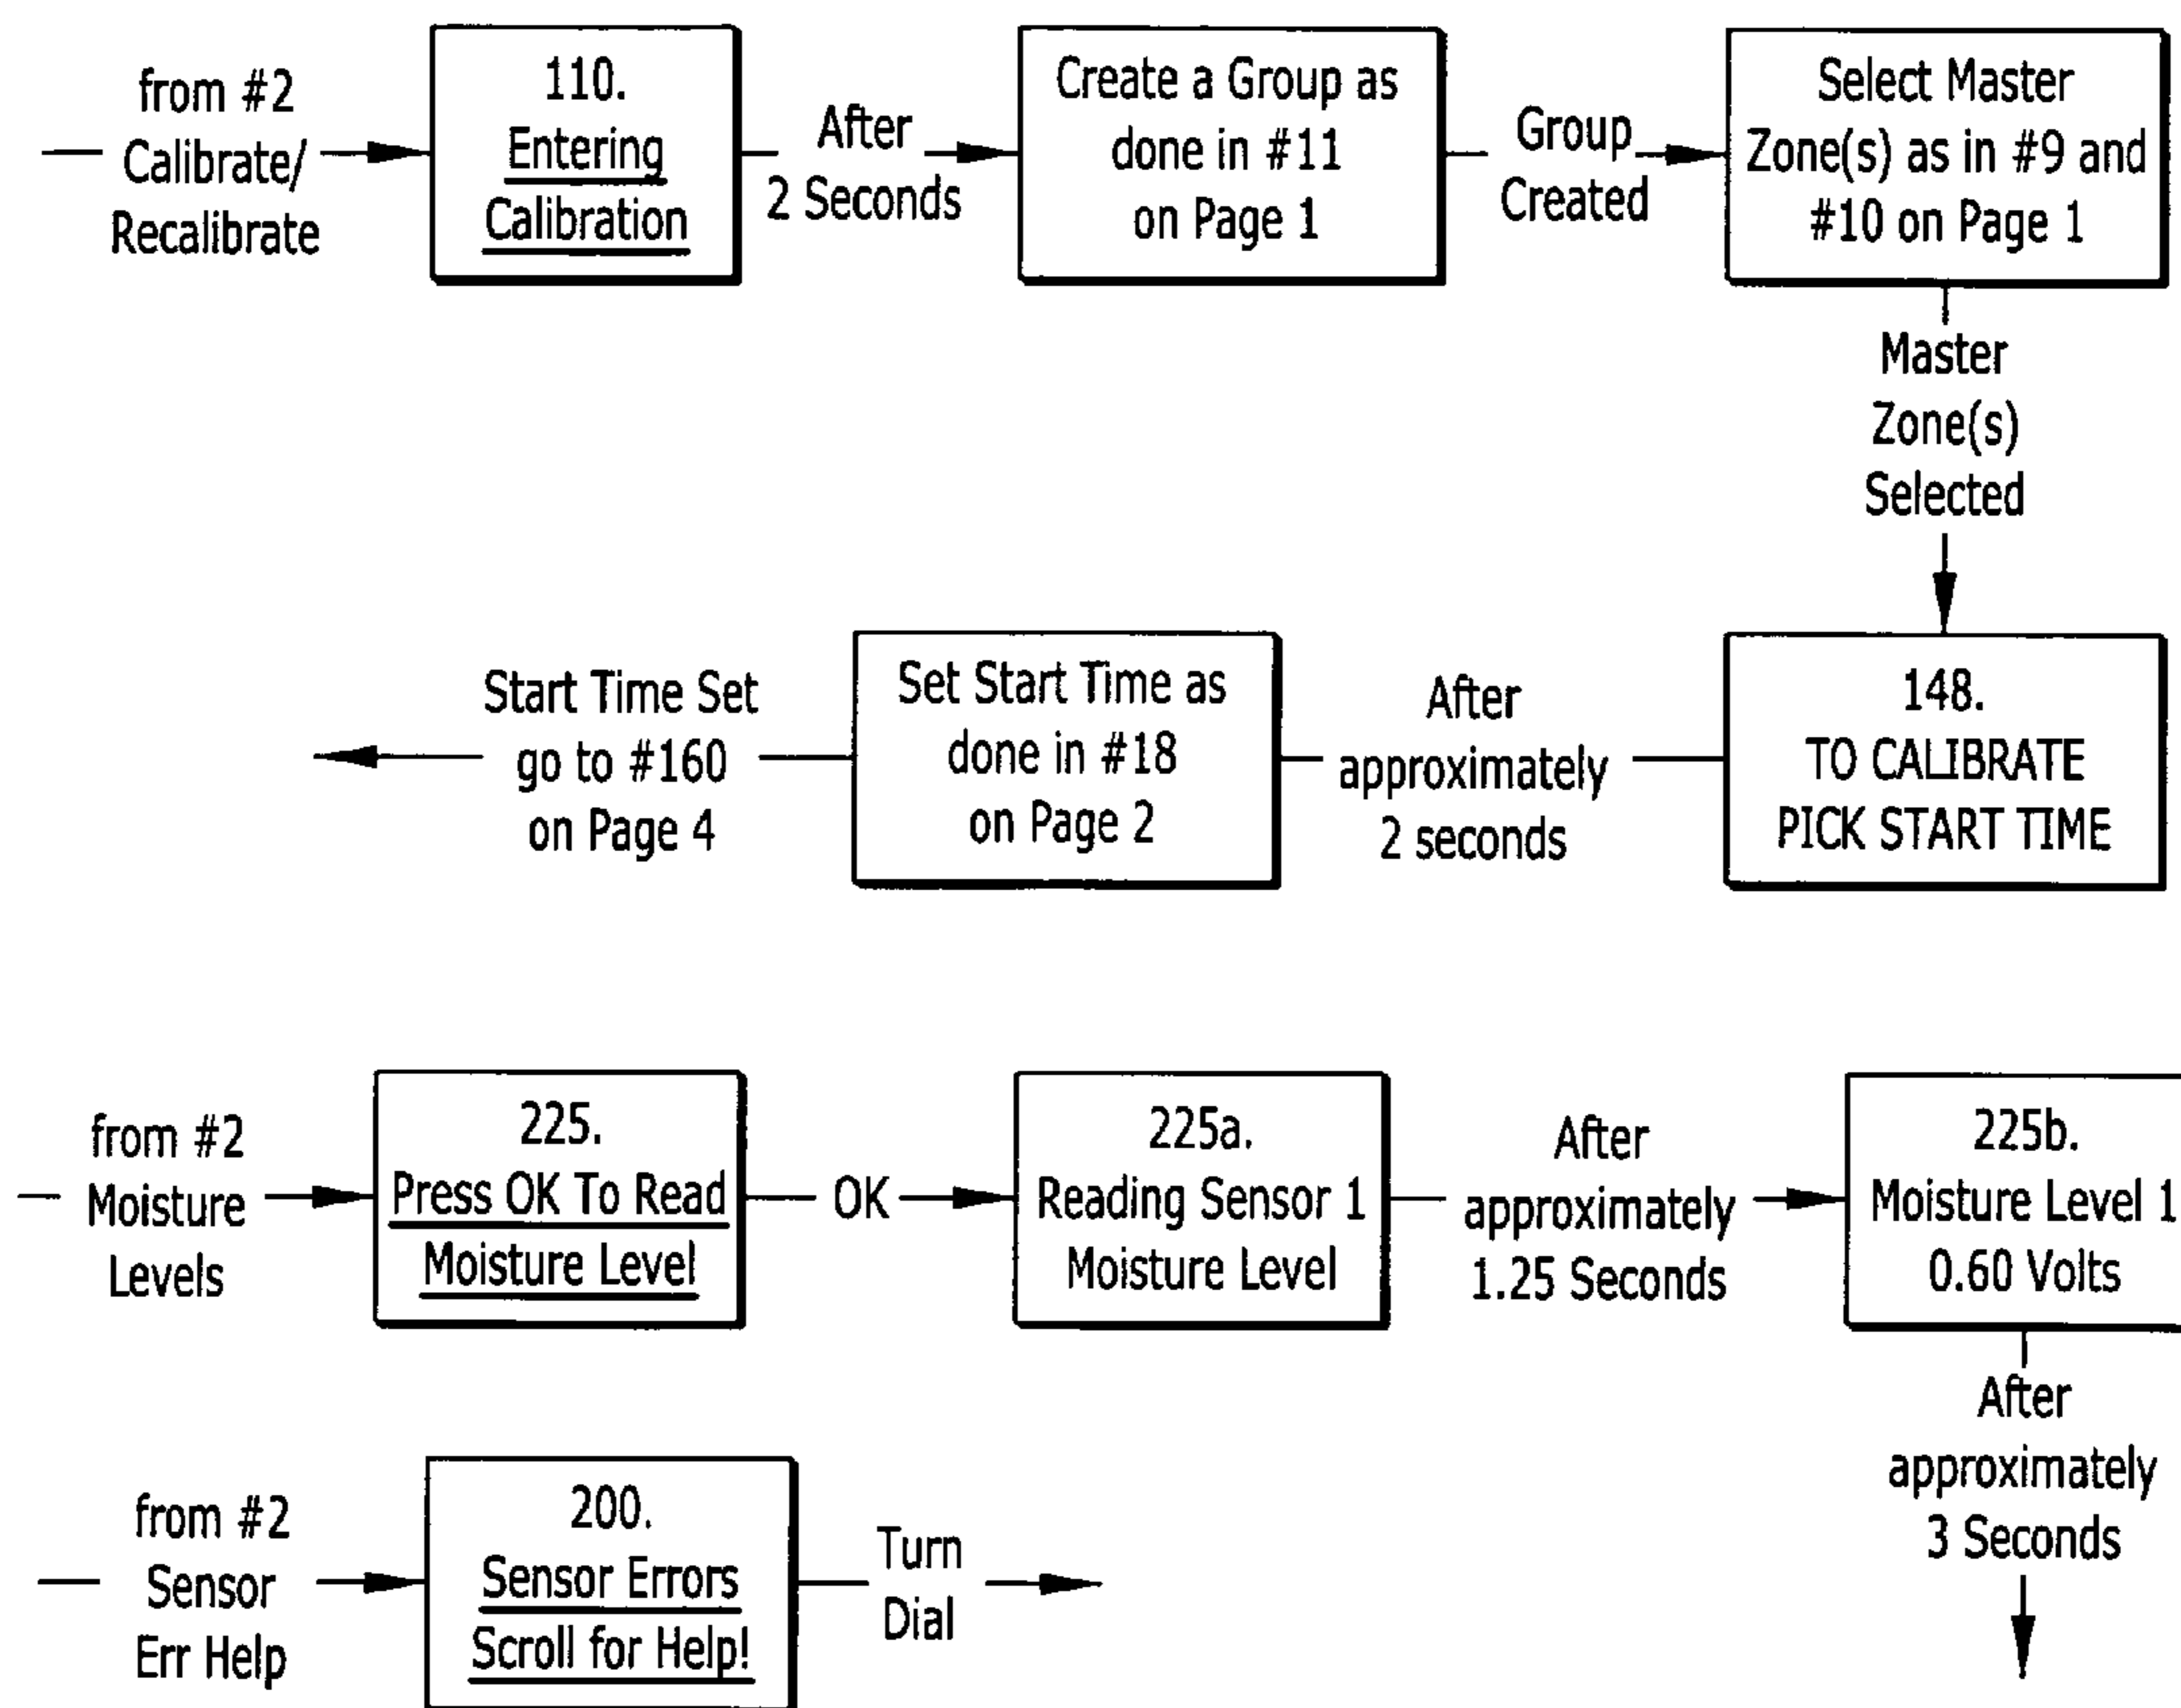 from #2
Calibrate/
Recalibrate
110.
Entering
Calibration
After
2 Seconds
Create a Group as
done in #11
on Page 1
Group
Created
Select Master
Zone(s) as in #9 and
#10 on Page 1
Master
Zone(s)
Selected
148.
TO CALIBRATE
PICK START TIME
After
approximately
2 seconds
Set Start Time as
done in #18
on Page 2
Start Time Set
go to #160
on Page 4
from #2
Moisture
Levels
225.
Press OK To Read
Moisture Level
OK
225a.
Reading Sensor 1
Moisture Level
After
approximately
1.25 Seconds
225b.
Moisture Level 1
0.60 Volts
After
approximately
3 Seconds
from #2
Sensor
Err Help
200.
Sensor Errors
Scroll for Help!
Turn
Dial